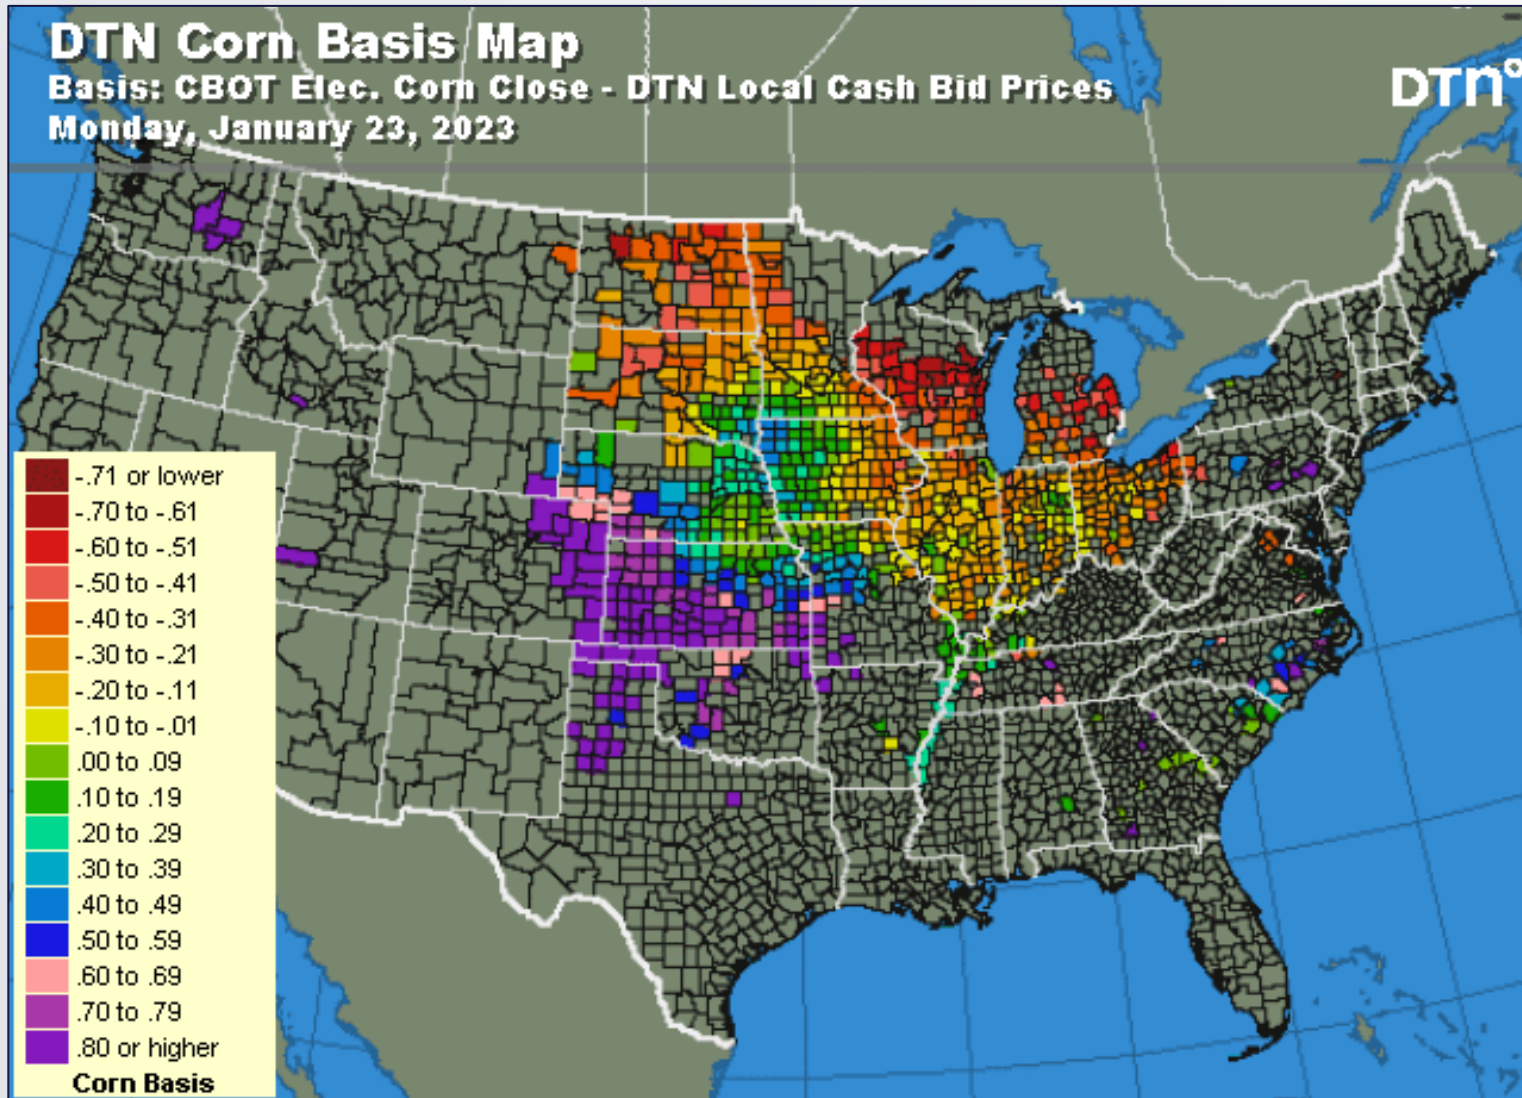 DTN Corn Basis Map
Basis: CBOT Elec. Corn Close - DTN Local Cash Bid Prices
Monday, January 23, 2023
DTN
-.71 or lower
-.70 to -.61
-.60 to -.51
-.50 to -.41
-.40 to -.31
-.30 to -.21
-.20 to -.11
-.10 to -.01
.00 to .09
.10 to .19
.20 to .29
.30 to .39
.40 to .49
.50 to .59
.60 to .69
.70 to .79
.80 or higher
Corn Basis